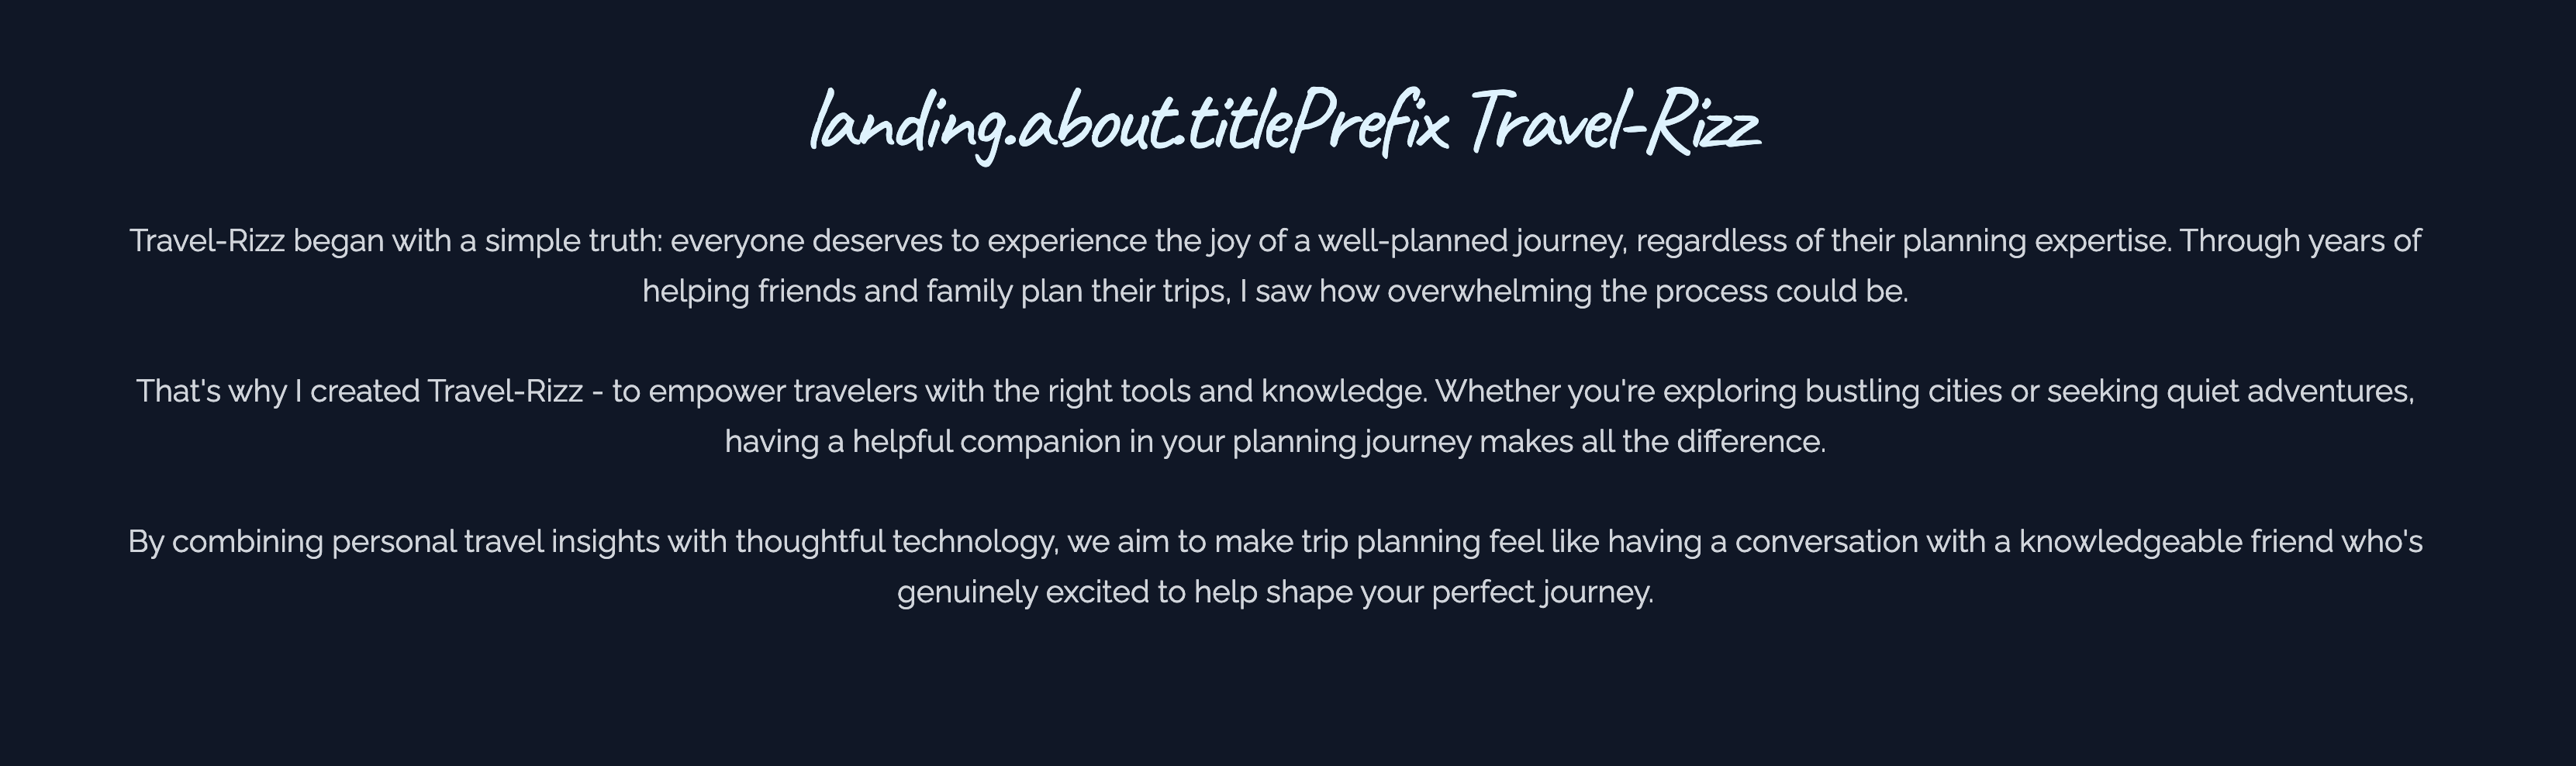 landing.about.titlePrefix Travel-Rizz
Travel-Rizz began with a simple truth: everyone deserves to experience the joy of a well-planned journey, regardless of their planning expertise. Through years of
helping friends and family plan their trips, I saw how overwhelming the process could be.
That's why I created Travel-Rizz - to empower travelers with the right tools and knowledge. Whether you're exploring bustling cities or seeking quiet adventures,
having a helpful companion in your planning journey makes all the difference.
By combining personal travel insights with thoughtful technology, we aim to make trip planning feel like having a conversation with a knowledgeable friend who's
genuinely excited to help shape your perfect journey.